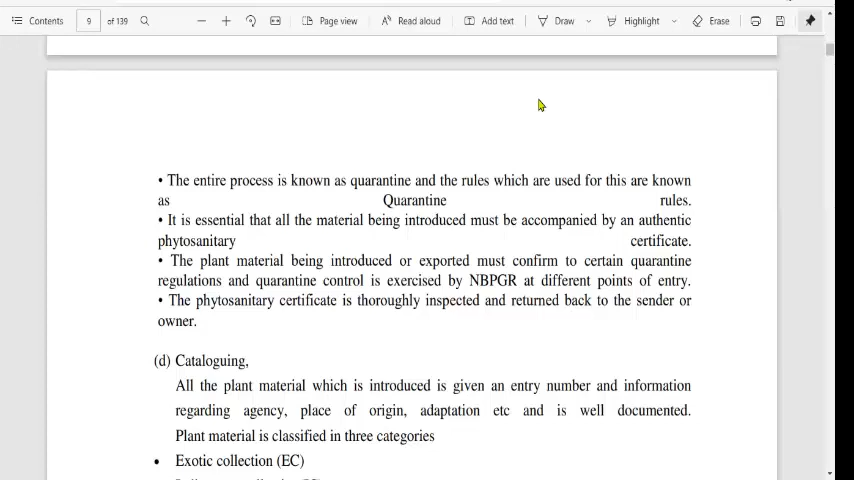 Contents 9 of 139 Page view Read aloud Add text Draw Highlight Erase
• The entire process is known as quarantine and the rules which are used for this are known
as Quarantine rules.
• It is essential that all the material being introduced must be accompanied by an authentic
phytosanitary certificate.
• The plant material being introduced or exported must confirm to certain quarantine
regulations and quarantine control is exercised by NBPGR at different points of entry.
• The phytosanitary certificate is thoroughly inspected and returned back to the sender or
owner.
(d) Cataloguing,
All the plant material which is introduced is given an entry number and information
regarding agency, place of origin, adaptation etc and is well documented.
Plant material is classified in three categories
• Exotic collection (EC)